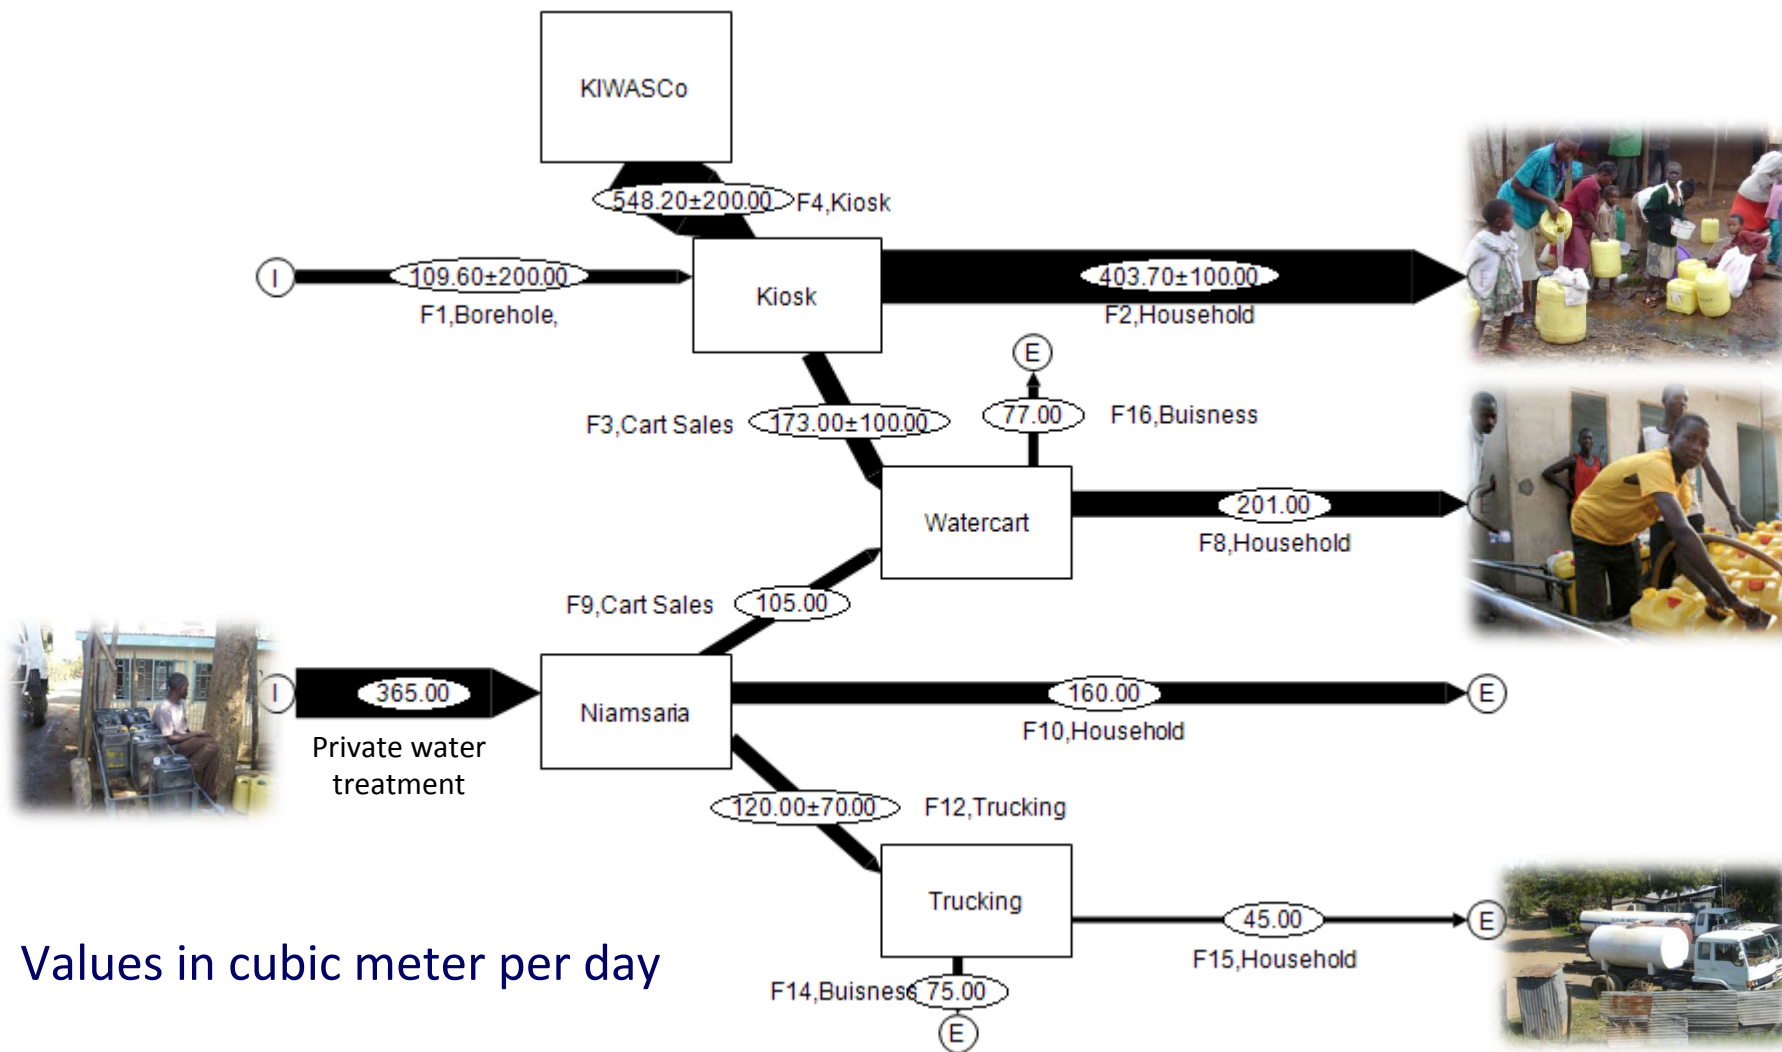 KIWASCo
548.20±200.00
F4,Kiosk
I
109.60±200.00
F1,Borehole,
Kiosk
403.70±100.00
F2,Household
E
F3,Cart Sales
173.00±100.00
77.00
F16,Buisness
Watercart
201.00
F8,Household
E
F9,Cart Sales
105.00
I
365.00
Private water
treatment
Niamsaria
160.00
F10,Household
E
120.00±70.00
F12,Trucking
Trucking
45.00
F15,Household
E
F14,Buisness
75.00
E
Values in cubic meter per day